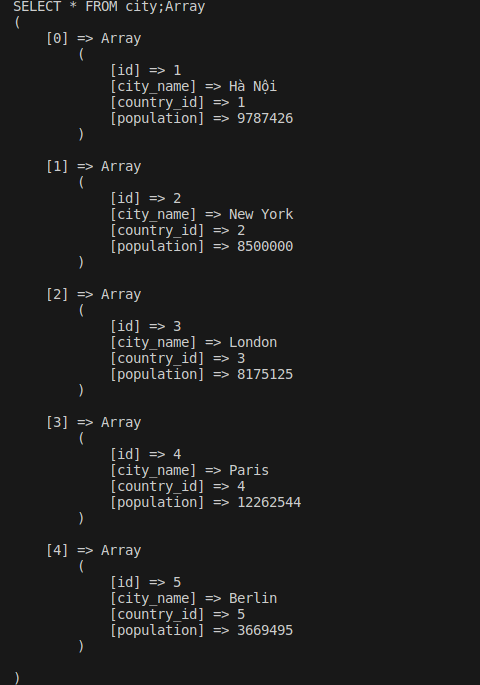 SELECT * FROM city;Array
(
    [0] => Array
        (
            [id] => 1
            [city_name] => Hà Nội
            [country_id] => 1
            [population] => 9787426
        )

    [1] => Array
        (
            [id] => 2
            [city_name] => New York
            [country_id] => 2
            [population] => 8500000
        )

    [2] => Array
        (
            [id] => 3
            [city_name] => London
            [country_id] => 3
            [population] => 8175125
        )

    [3] => Array
        (
            [id] => 4
            [city_name] => Paris
            [country_id] => 4
            [population] => 12262544
        )

    [4] => Array
        (
            [id] => 5
            [city_name] => Berlin
            [country_id] => 5
            [population] => 3669495
        )

)